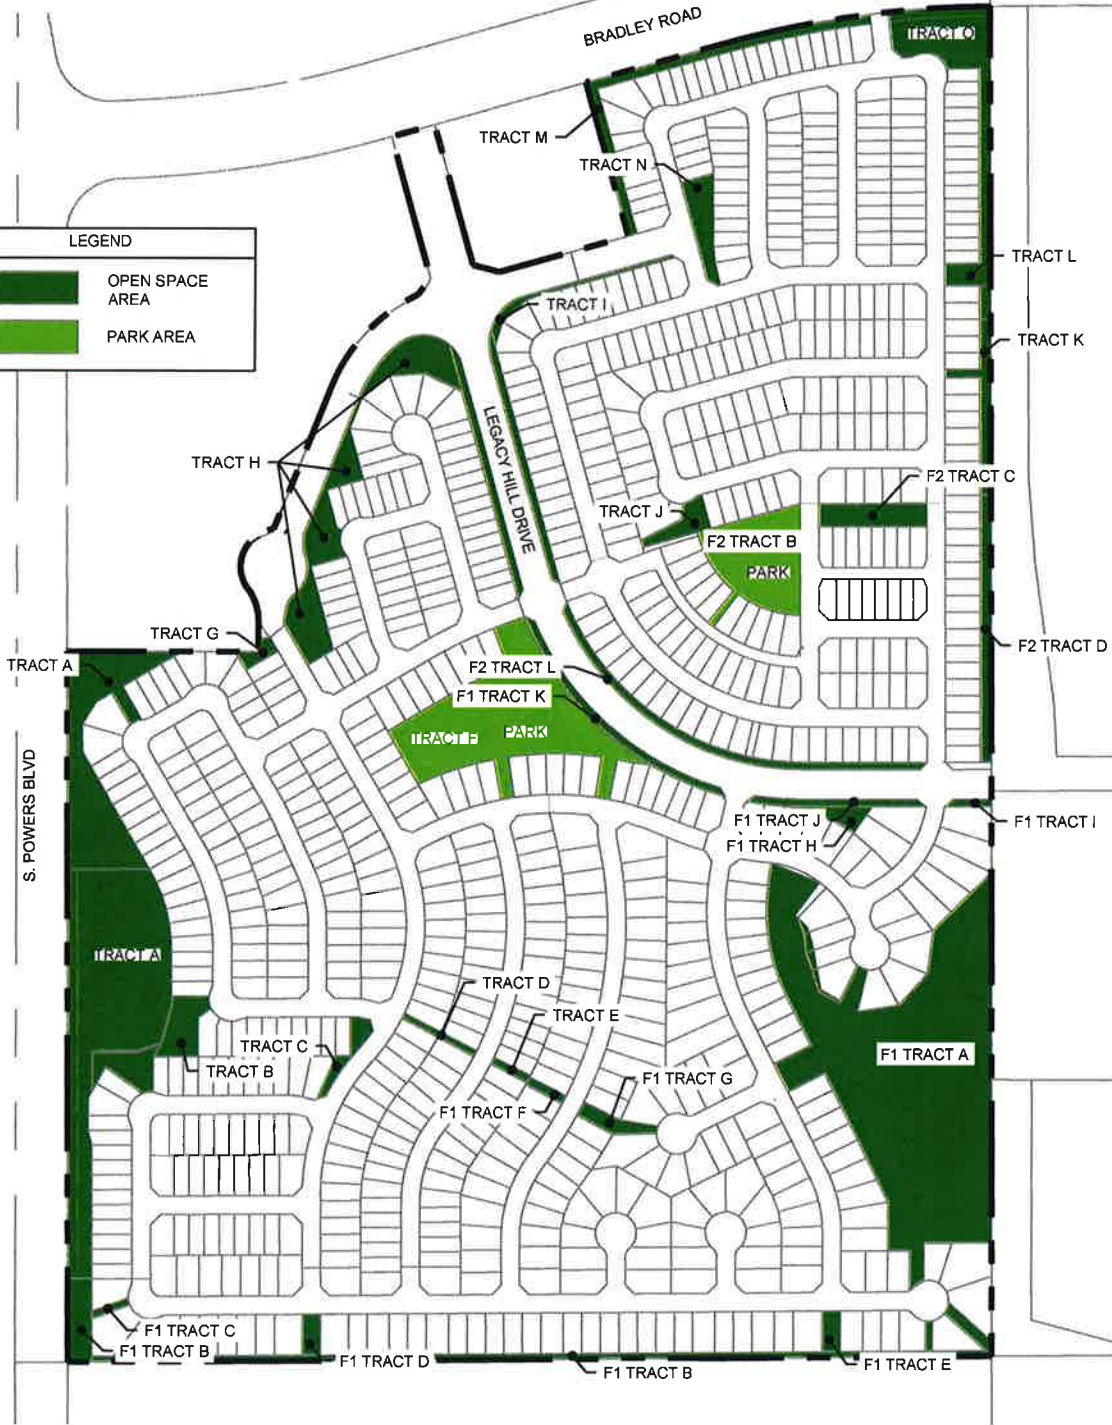 BRADLEY ROAD
TRACT O
TRACT M
TRACT N
LEGEND
OPEN SPACE
AREA
PARK AREA
TRACT L
TRACT I
TRACT K
LEGACY HILL DRIVE
TRACT H
F2 TRACT C
TRACT J
F2 TRACT B
PARK
TRACT G
TRACT A
F2 TRACT D
F2 TRACT L
F1 TRACT K
TRACT F
PARK
S. POWERS BLVD
F1 TRACT J
F1 TRACT I
F1 TRACT H
TRACT A
TRACT D
TRACT E
TRACT C
F1 TRACT A
TRACT B
F1 TRACT G
F1 TRACT F
F1 TRACT C
F1 TRACT B
F1 TRACT D
F1 TRACT B
F1 TRACT E